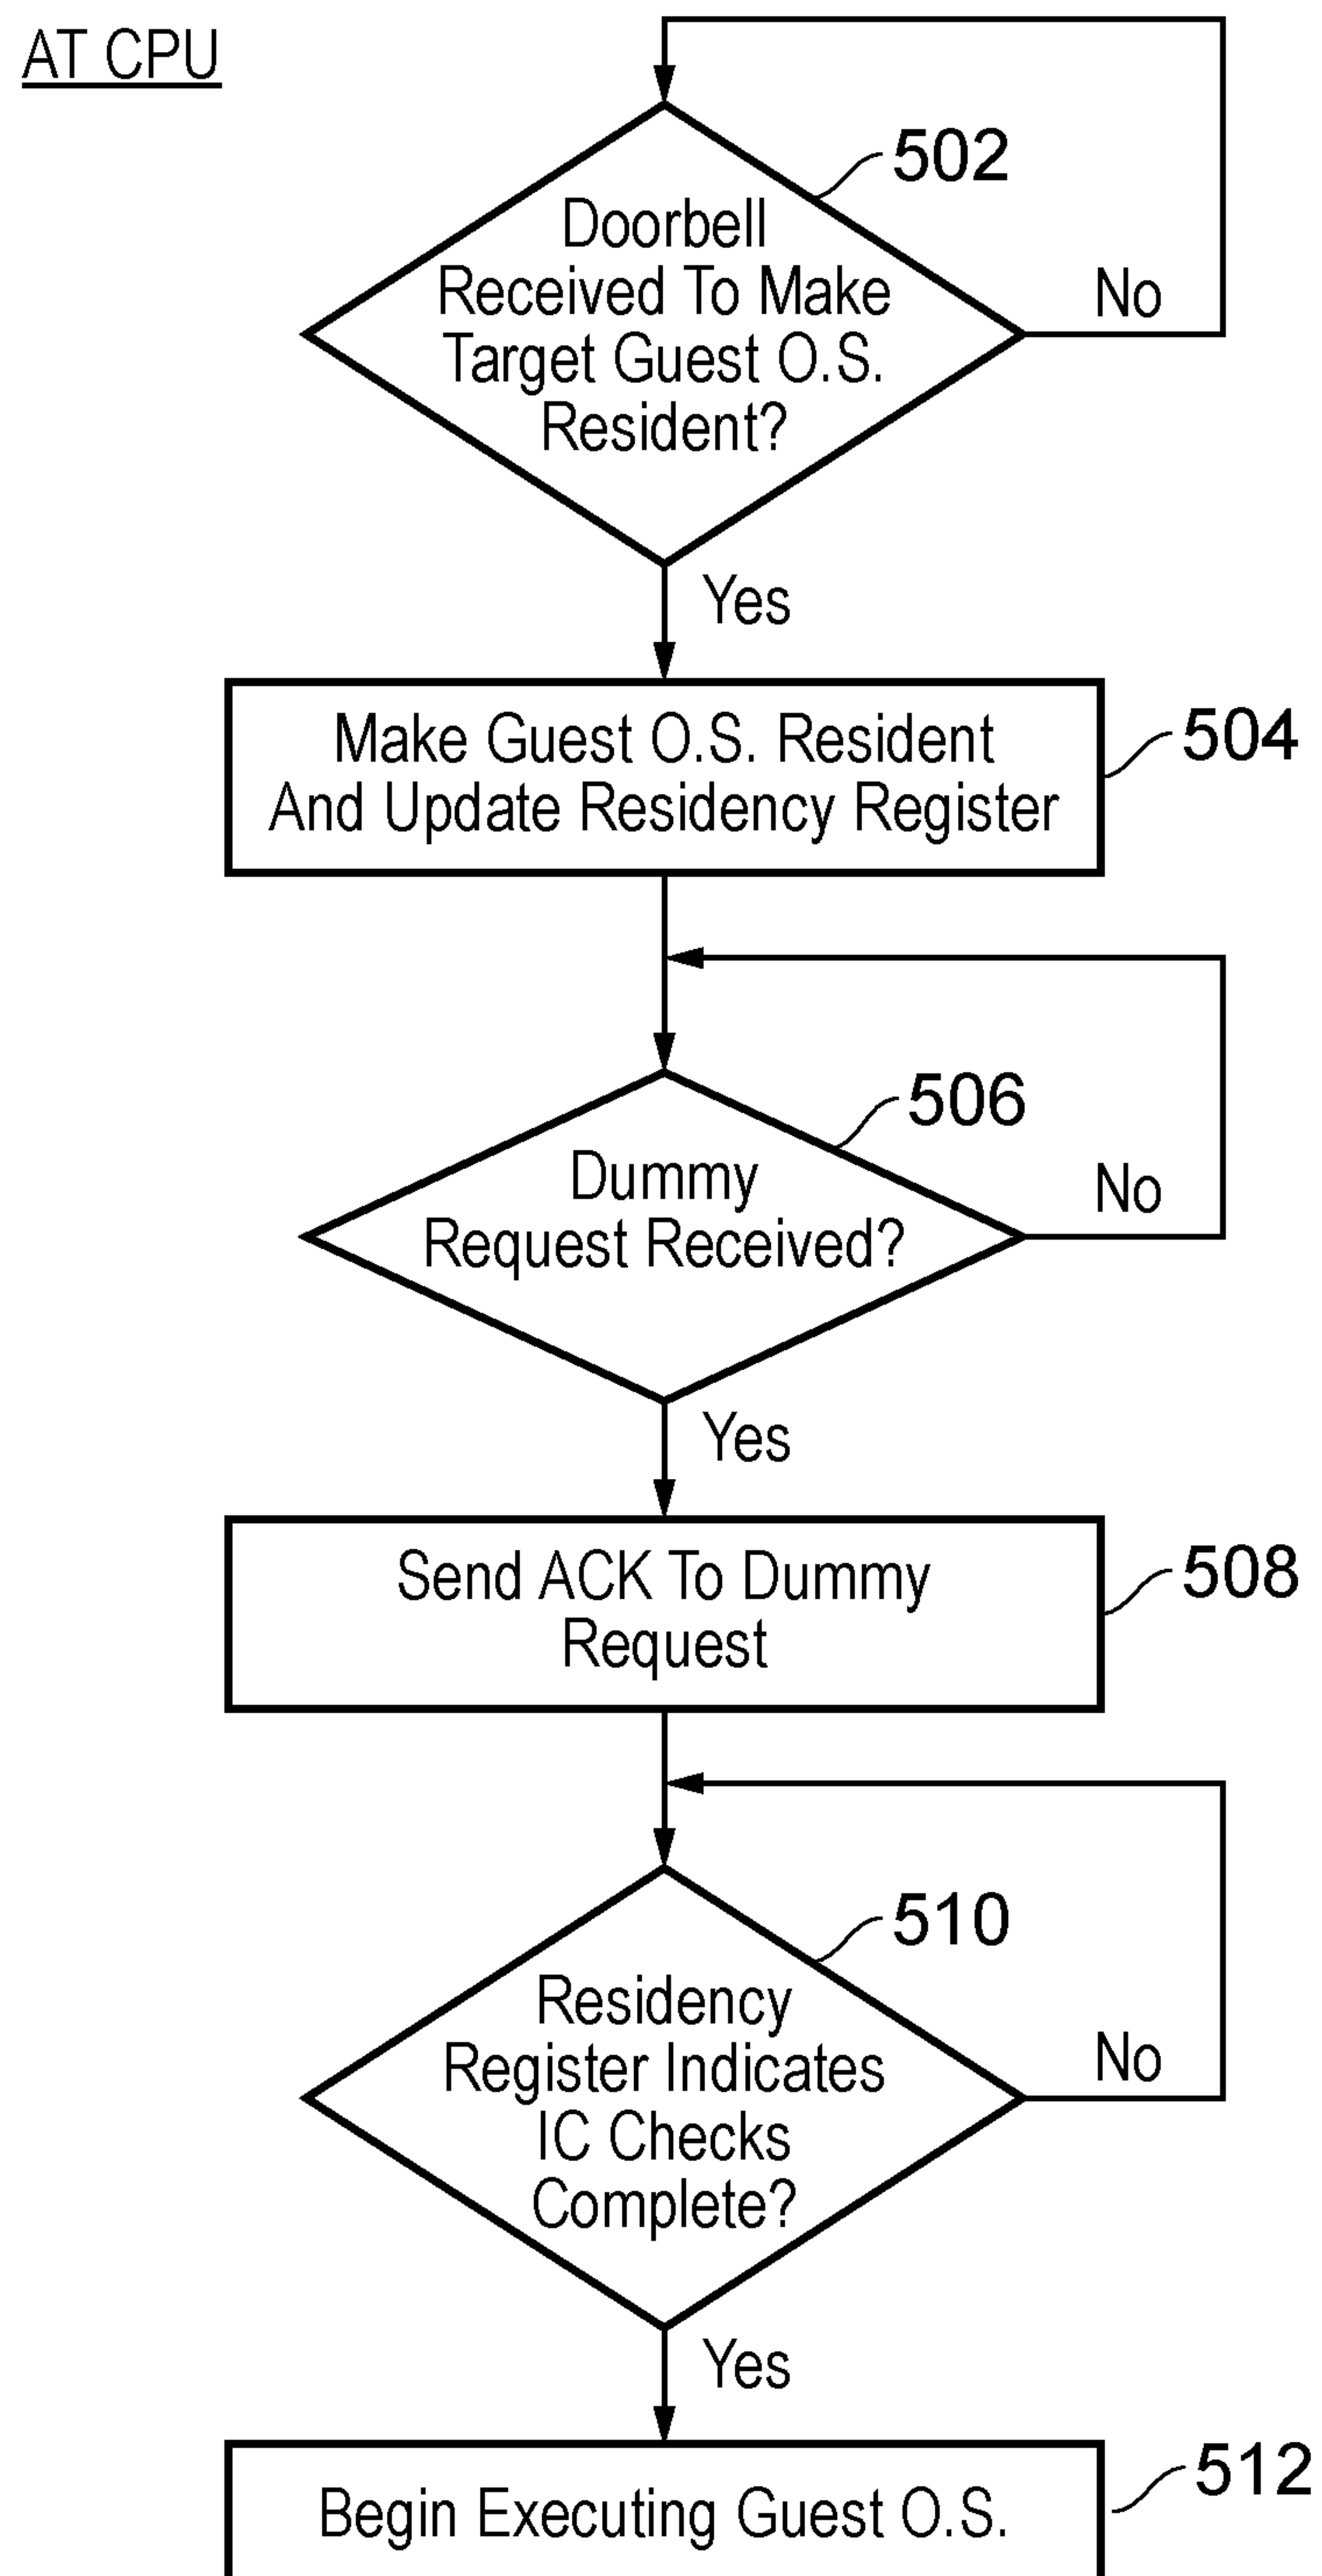 AT CPU
502
Doorbell
Received To Make
Target Guest O.S.
Resident?
No
Yes
Make Guest O.S. Resident
And Update Residency Register
504
506
Dummy
Request Received?
No
Yes
Send ACK To Dummy
Request
508
510
Residency
Register Indicates
IC Checks
Complete?
No
Yes
Begin Executing Guest O.S.
512